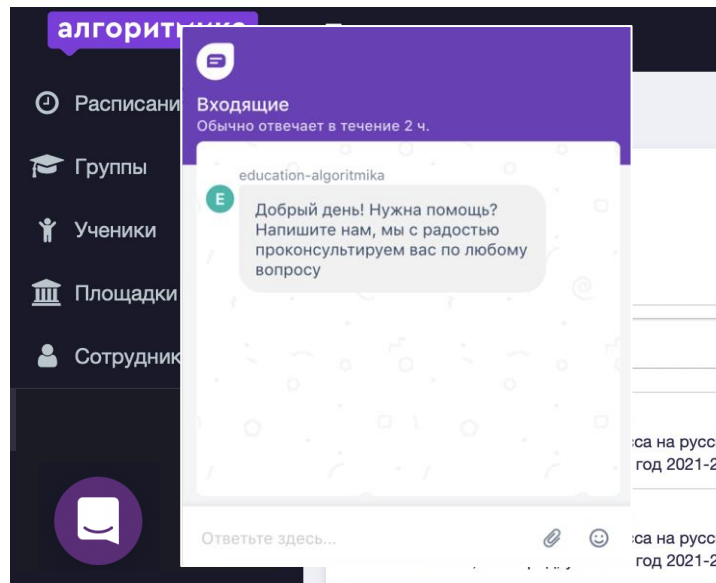 алгорит
Входящие
Обычно отвечает в течение 2 ч.
Расписани
education-algoritmika
Группы
E
Добрый день! Нужна помощь?
Напишите нам, мы с радостью
проконсультируем вас по любому
вопросу
Ученики
Площадки
Сотрудник
са на русс
год 2021-2
Ответьте здесь...
са на русс
год 2021-2